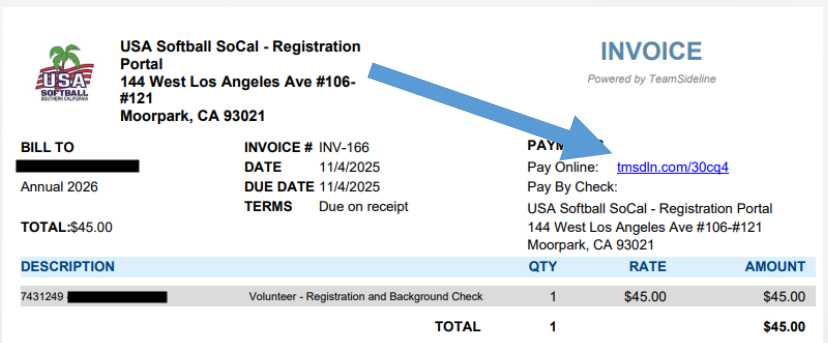 USA
SOFTBALL
SOUTHERN CALIFORNIA
USA Softball SoCal - Registration
Portal
144 West Los Angeles Ave #106-
#121
Moorpark, CA 93021
INVOICE
Powered by TeamSideline
BILL TO
Annual 2026
TOTAL:$45.00
INVOICE # INV-166
DATE 11/4/2025
DUE DATE 11/4/2025
TERMS Due on receipt
Pay Online: tmsdln.com/30cq4
Pay By Check:
USA Softball SoCal - Registration Portal
144 West Los Angeles Ave #106-#121
Moorpark, CA 93021
DESCRIPTION QTY RATE AMOUNT
7431249 - Volunteer - Registration and Background Check 1 $45.00 $45.00
TOTAL 1 $45.00